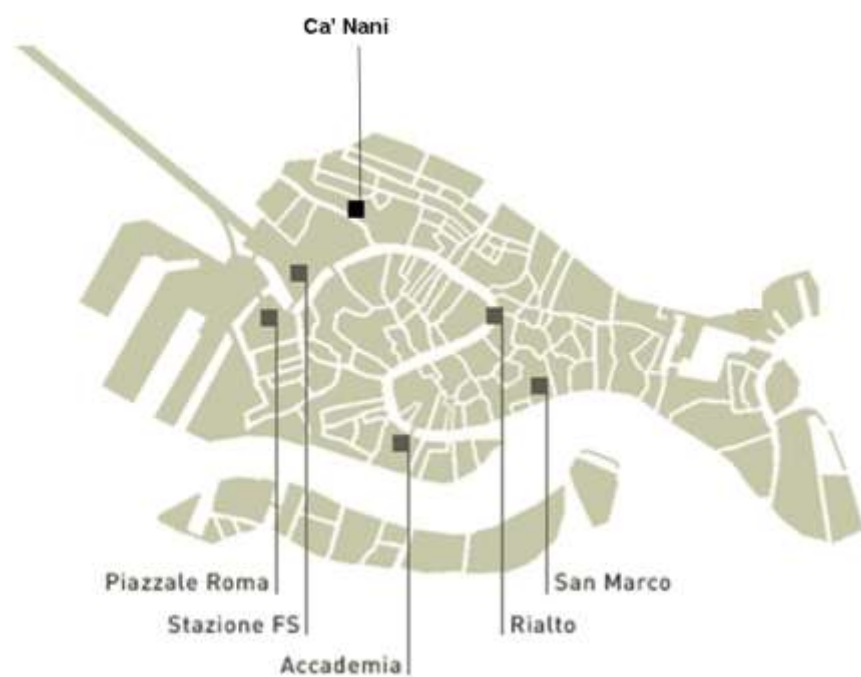 Ca' Nani
Piazzale Roma
San Marco
Stazione FS
Rialto
Accademia